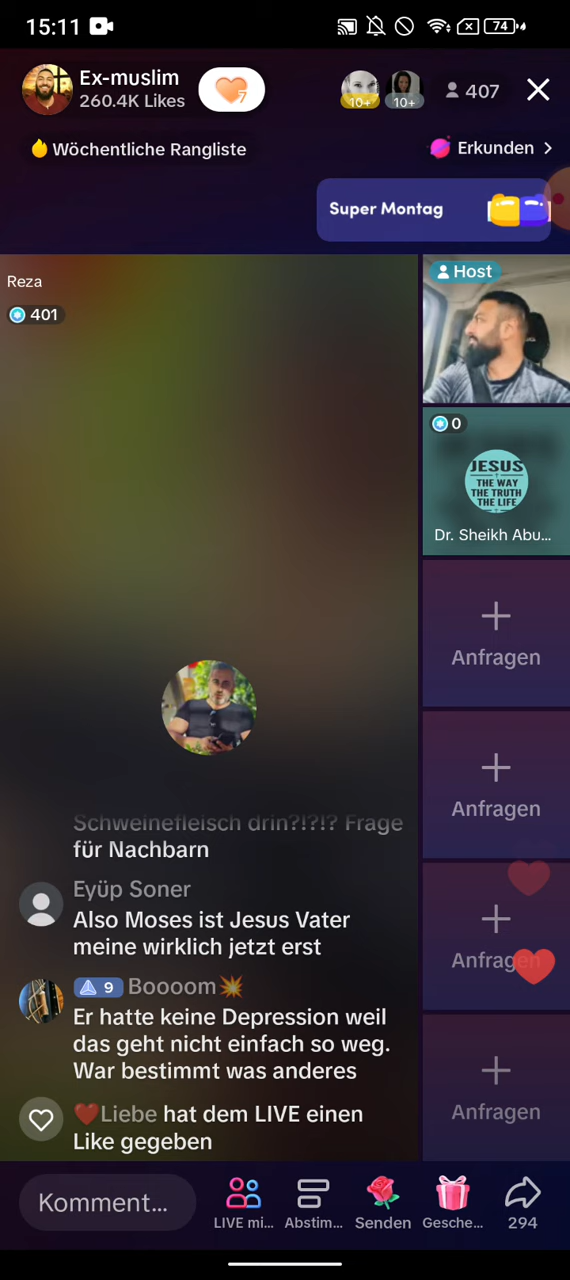 15:11
74
Ex-muslim
260.4K Likes
7
10+
10+
407
Wöchentliche Rangliste
Erkunden
Super Montag
Reza
401
Host
0
JESUS
THE WAY
THE TRUTH
THE LIFE
Dr. Sheikh Abu...
Anfragen
Anfragen
Anfragen
Anfragen
Schweinefleisch drin?!?!? Frage
für Nachbarn
Eyüp Soner
Also Moses ist Jesus Vater
meine wirklich jetzt erst
9 Boooom💥
Er hatte keine Depression weil
das geht nicht einfach so weg.
War bestimmt was anderes
❤️Liebe hat dem LIVE einen
Like gegeben
Komment...
LIVE mi...
Abstim...
Senden
Gesche...
294